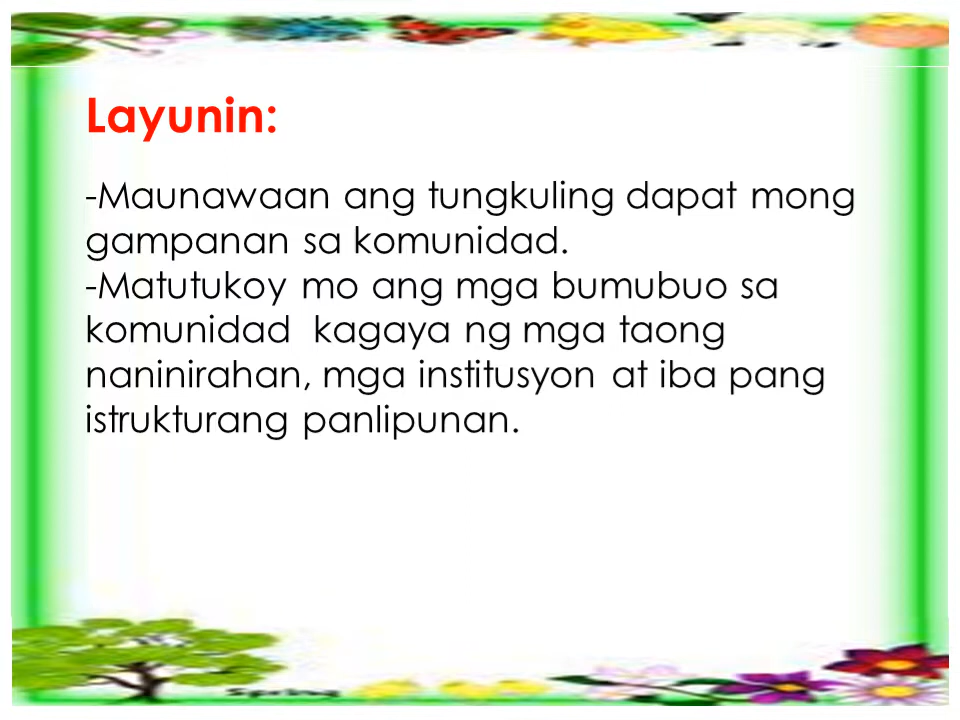 Layunin:
-Maunawaan ang tungkuling dapat mong
gampanan sa komunidad.
-Matutukoy mo ang mga bumubuo sa
komunidad kagaya ng mga taong
naninirahan, mga institusyon at iba pang
istrukturang panlipunan.
Spring